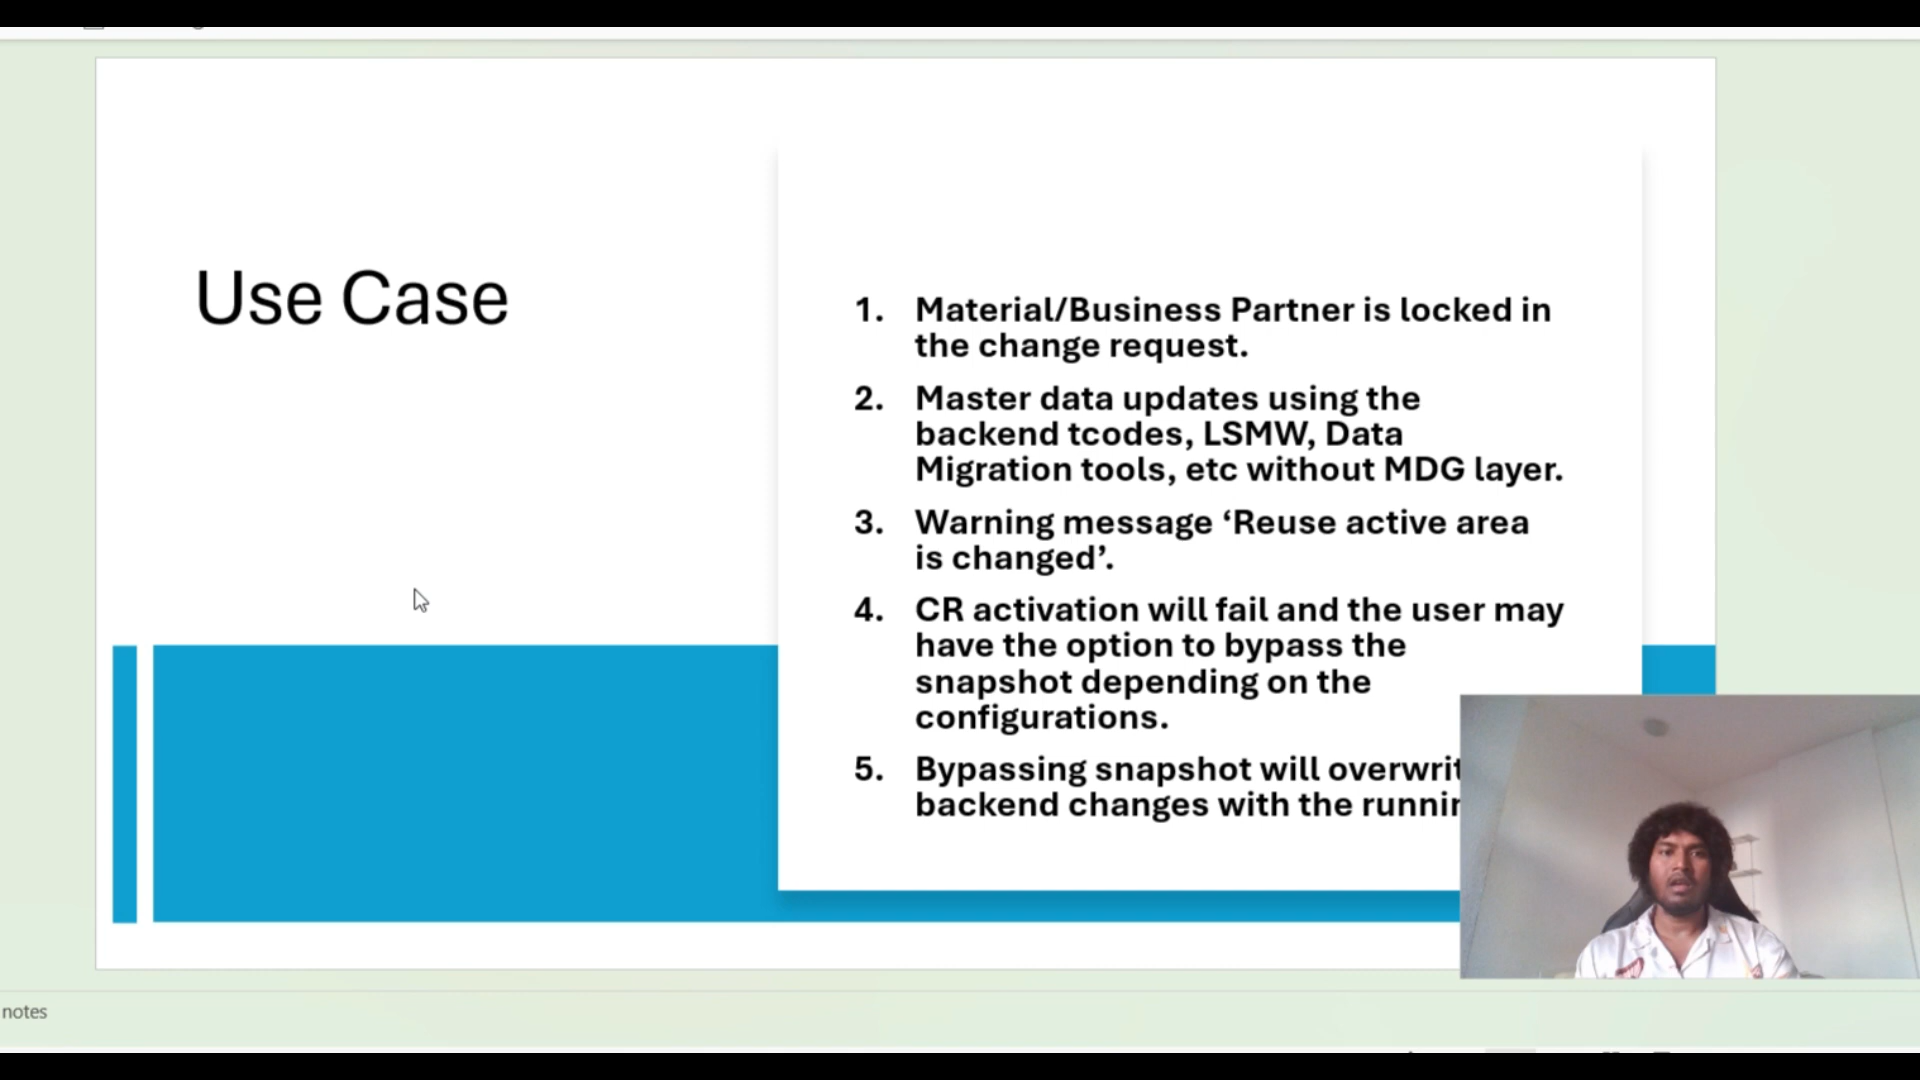 Use Case
1. Material/Business Partner is locked in
the change request.
2. Master data updates using the
backend tcodes, LSMW, Data
Migration tools, etc without MDG layer.
3. Warning message ‘Reuse active area
is changed’.
4. CR activation will fail and the user may
have the option to bypass the
snapshot depending on the
configurations.
5. Bypassing snapshot will
backend changes with the
notes